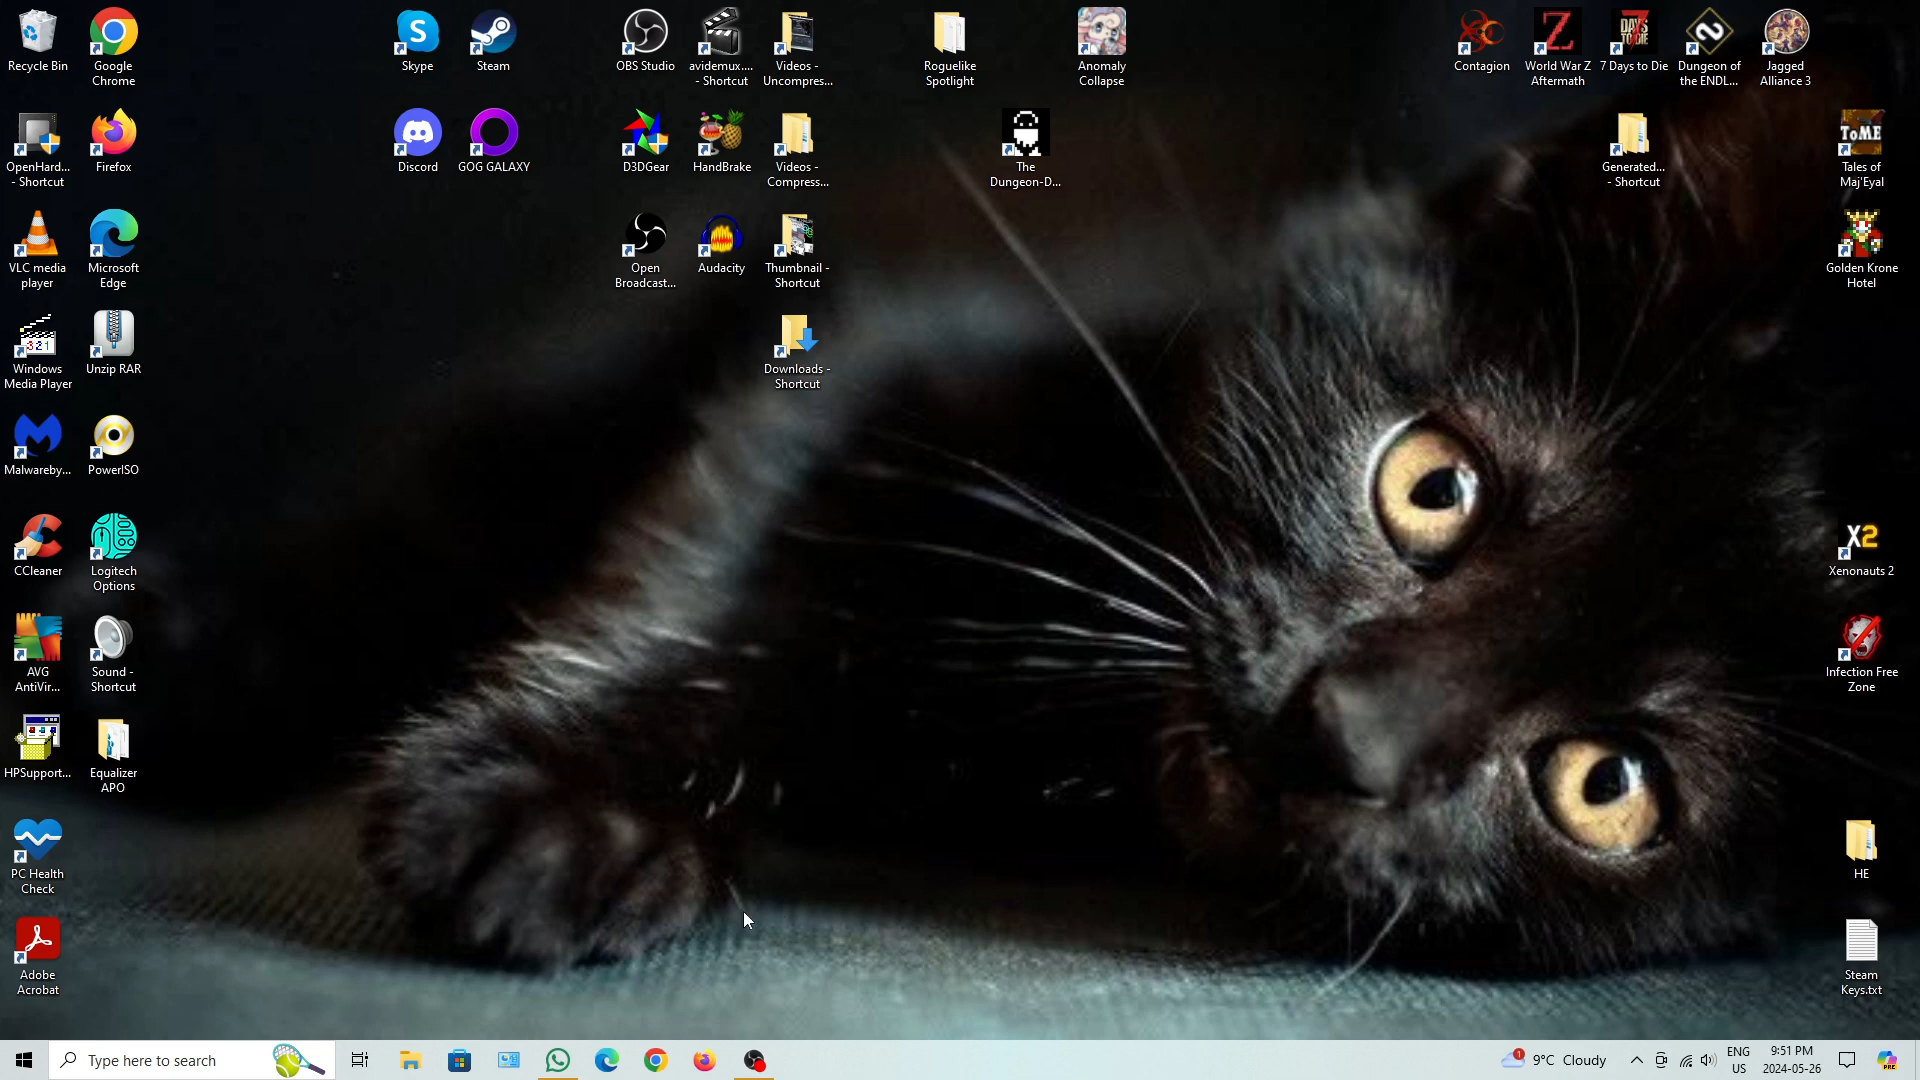 Recycle Bin
Google
Chrome
Skype
Steam
OBS Studio
avidemux....
- Shortcut
Videos -
Uncompres...
Roguelike
Spotlight
Anomaly
Collapse
Contagion
World War Z
Aftermath
7 Days to Die
Dungeon of
the ENDL...
Jagged
Alliance 3
OpenHard...
- Shortcut
Firefox
Discord
GOG GALAXY
D3DGear
HandBrake
Videos -
Compress...
The
Dungeon-D...
Generated...
- Shortcut
Tales of
Maj'Eyal
VLC media
player
Microsoft
Edge
Open
Broadcast...
Audacity
Thumbnail -
Shortcut
Golden Krone
Hotel
Windows
Media Player
Unzip RAR
Downloads -
Shortcut
Malwareby...
PowerISO
CCleaner
Logitech
Options
Xenonauts 2
AVG
AntiVir...
Sound -
Shortcut
Infection Free
Zone
HPSupport...
Equalizer
APO
PC Health
Check
HE
Adobe
Acrobat
Steam
Keys.txt
Type here to search
9°C Cloudy
ENG
US
9:51 PM
2024-05-26